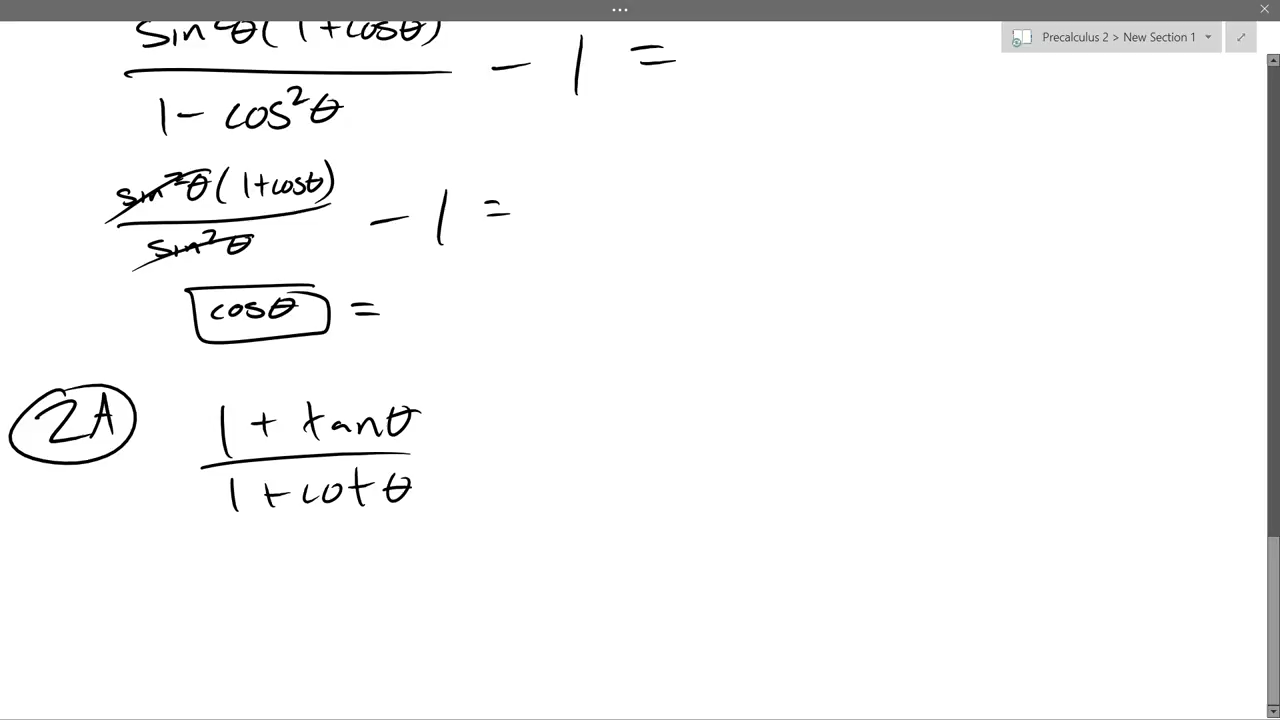 Precalculus 2 > New Section 1
sin²θ(1+cosθ)
1 - cos²θ
- 1 =
sin²θ(1+cosθ)
sin²θ
- 1 =
cosθ =
2A
1 + tanθ
1 + cotθ